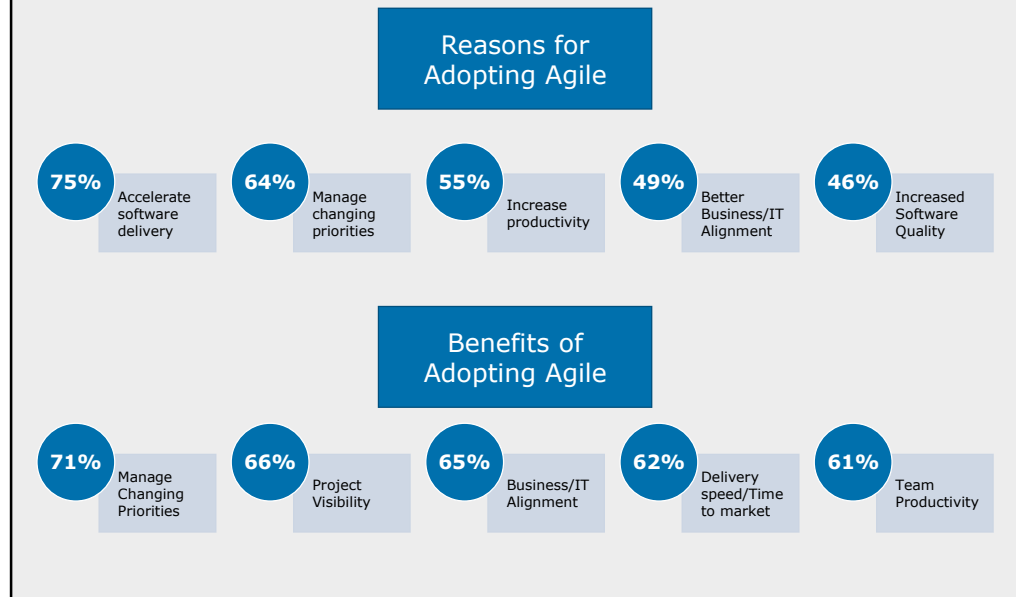 Reasons for
Adopting Agile
75%
Accelerate
software
delivery
64%
Manage
changing
priorities
55%
Increase
productivity
49%
Better
Business/IT
Alignment
46%
Increased
Software
Quality
Benefits of
Adopting Agile
71%
Manage
Changing
Priorities
66%
Project
Visibility
65%
Business/IT
Alignment
62%
Delivery
speed/Time
to market
61%
Team
Productivity